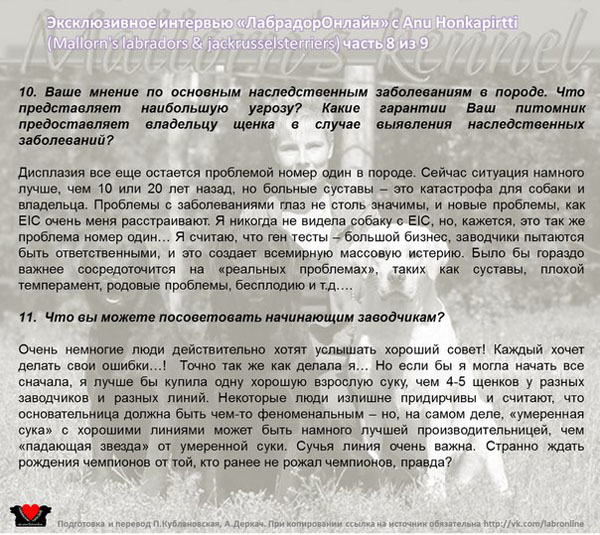 Эксклюзивное интервью «ЛабрадорОнлайн» с Anu Honkapirtti
(Mallorn's labradors & jackrusselsterriers) часть 8 из 9
Mallorn's Kennel
10. Ваше мнение по основным наследственным заболеваниям в породе. Что
представляет наибольшую угрозу? Какие гарантии Ваш питомник
предоставляет владельцу щенка в случае выявления наследственных
заболеваний?
Дисплазия все еще остается проблемой номер один в породе. Сейчас ситуация намного
лучше, чем 10 или 20 лет назад, но больные суставы – это катастрофа для собаки и
владельца. Проблемы с заболеваниями глаз не столь значимы, и новые проблемы, как
EIC очень меня расстраивают. Я никогда не видела собаку с EIC, но, кажется, это так же
проблема номер один… Я считаю, что ген тесты – большой бизнес, заводчики пытаются
быть ответственными, и это создает всемирную массовую истерию. Было бы гораздо
важнее сосредоточится на «реальных проблемах», таких как суставы, плохой
темперамент, родовые проблемы, бесплодию и т.д….
11. Что вы можете посоветовать начинающим заводчикам?
Очень немногие люди действительно хотят услышать хороший совет! Каждый хочет
делать свои ошибки…! Точно так же как делала я… Но если бы я могла начать все
сначала, я лучше бы купила одну хорошую взрослую суку, чем 4-5 щенков у разных
заводчиков и разных линий. Некоторые люди излишне придирчивы и считают, что
основательница должна быть чем-то феноменальным – но, на самом деле, «умеренная
сука» с хорошими линиями может быть намного лучшей производительницей, чем
«падающая звезда» от умеренной суки. Сучья линия очень важна. Странно ждать
рождения чемпионов от той, кто ранее не рожал чемпионов, правда?
Подготовка и перевод П.Кублановская, А.Деркач. При копировании ссылка на источник обязательна http://vk.com/labronline